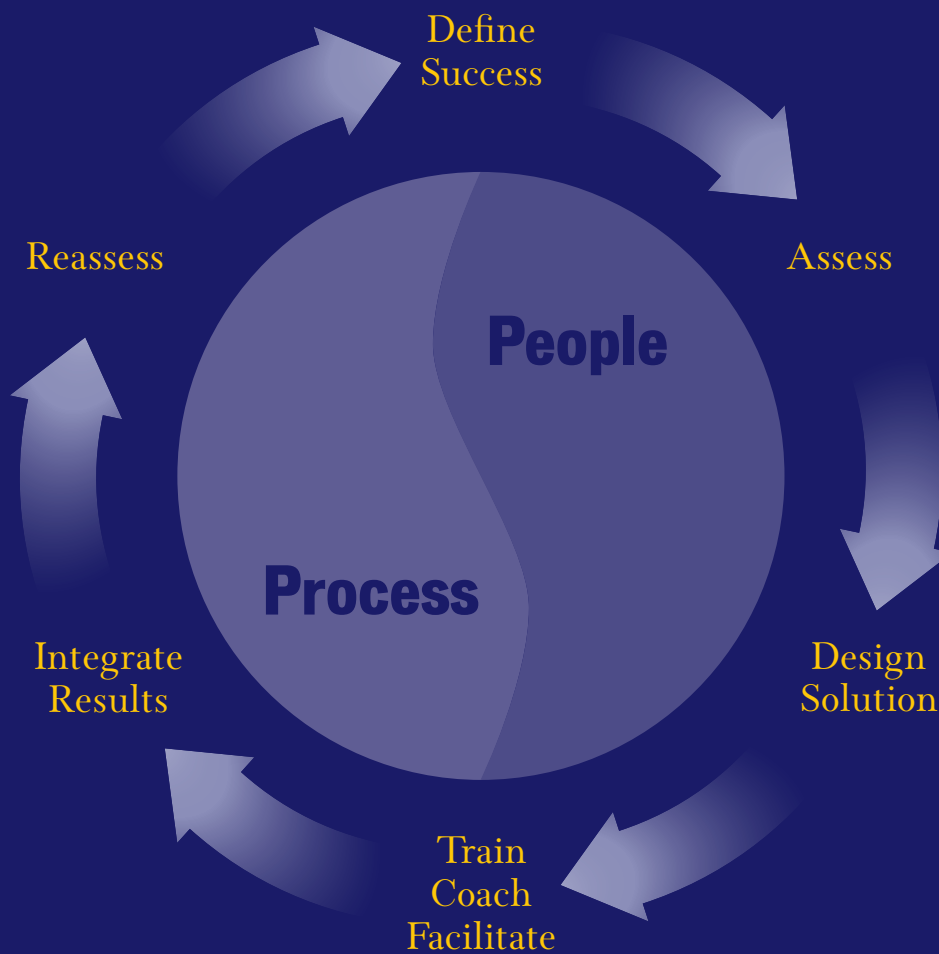 Define
Success
Assess
Design
Solution
Train
Coach
Facilitate
Integrate
Results
Reassess
People
Process